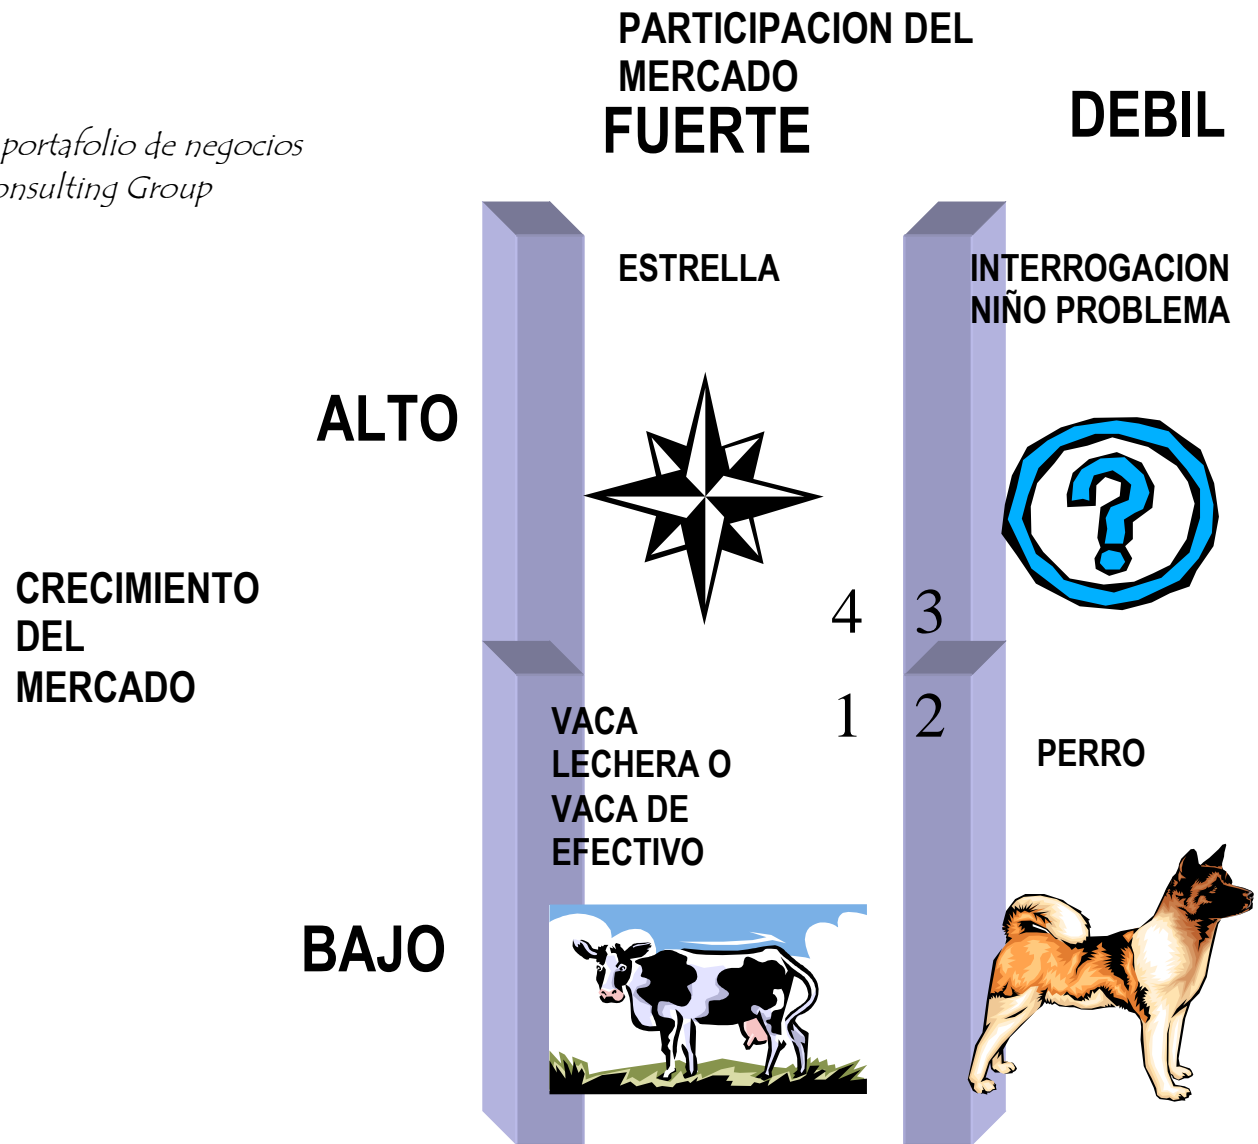 PARTICIPACION DEL
MERCADO
FUERTE
DEBIL
portafolio de negocios
Group
ESTRELLA
INTERROGACION
NIÑO PROBLEMA
ALTO
CRECIMIENTO
DEL
MERCADO
4 3
1 2
VACA
LECHERA O
VACA DE
EFECTIVO
PERRO
BAJO